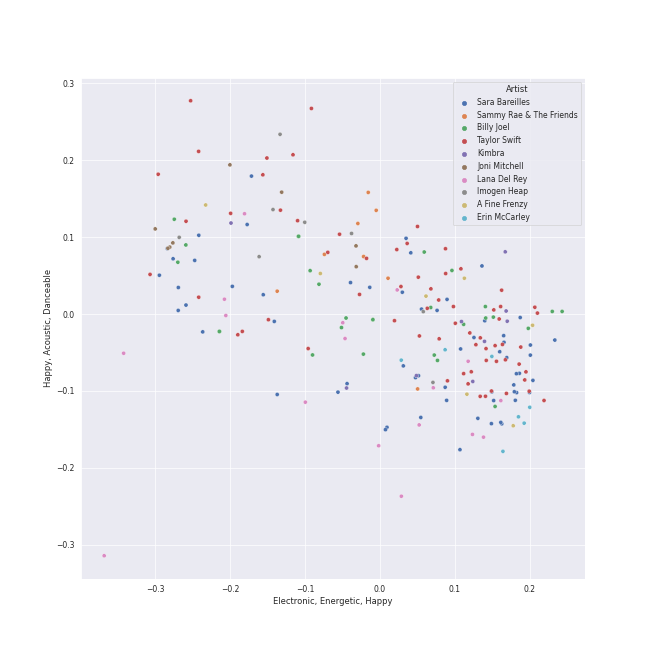 0.3
0.2
0.1
0.0
−0.1
−0.2
−0.3
Happy, Acoustic, Danceable
Artist
Sara Bareilles
Sammy Rae & The Friends
Billy Joel
Taylor Swift
Kimbra
Joni Mitchell
Lana Del Rey
Imogen Heap
A Fine Frenzy
Erin McCarley
−0.3 −0.2 −0.1 0.0 0.1 0.2
Electronic, Energetic, Happy